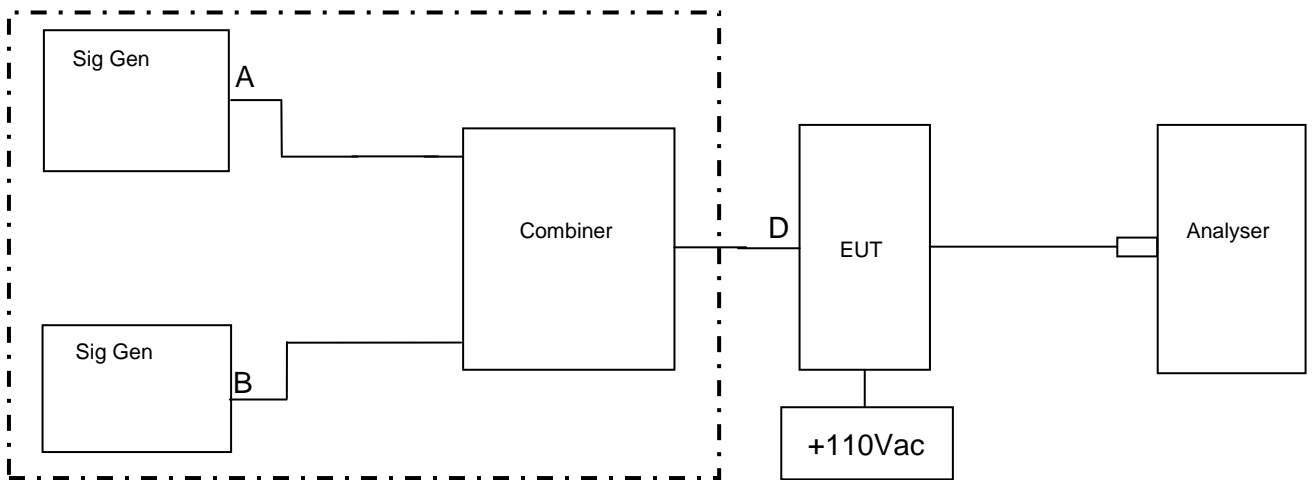 Sig Gen
A
Combiner
D
EUT
Analyser
Sig Gen
B
+110Vac